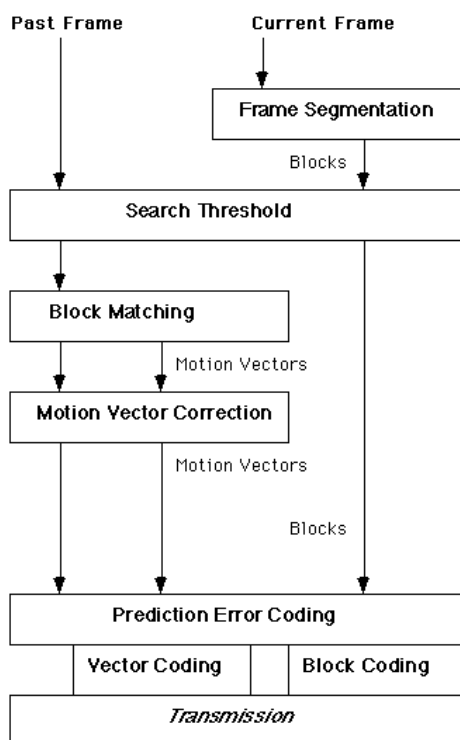 Past Frame
Current Frame
Frame Segmentation
Blocks
Search Threshold
Block Matching
Motion Vectors
Motion Vector Correction
Motion Vectors
Blocks
Prediction Error Coding
Vector Coding
Block Coding
Transmission